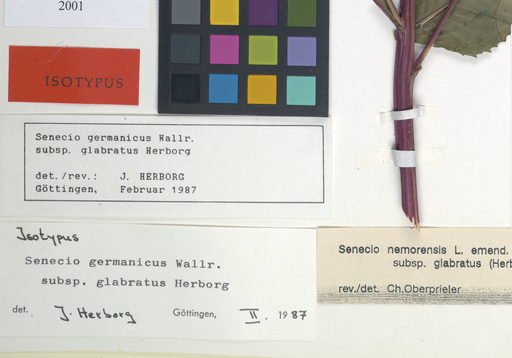 2001
ISOTYPUS
Senecio germanicus Wallr.
subsp. glabratus Herborg
det./rev.: J. HERBORG
Göttingen, Februar 1987
Isotypus
Senecio germanicus Wallr.
subsp. glabratus Herborg
det. J. Herborg Göttingen, II. 1987
Senecio nemorensis L. emend.
subsp. glabratus (Herb
rev./det. Ch.Oberprieler